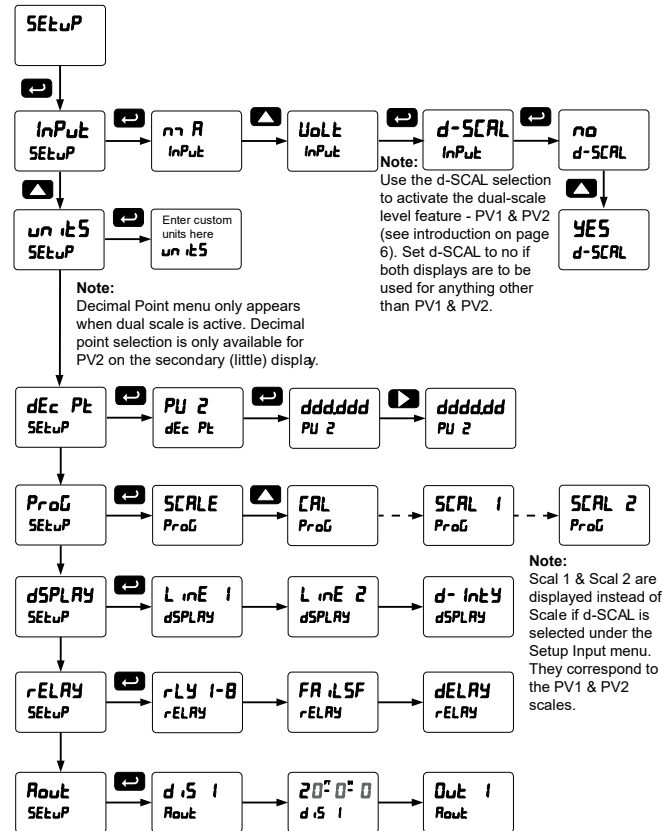 SEtuP
InPut
SEtuP
mA
InPut
VoLt
InPut
d-SCAL
InPut
no
d-SCAL
YES
d-SCAL
Note:
Use the d-SCAL selection
to activate the dual-scale
level feature - PV1 & PV2
(see introduction on page
6). Set d-SCAL to no if
both displays are to be
used for anything other
than PV1 & PV2.
unitS
SEtuP
Enter custom
units here
unitS
Note:
Decimal Point menu only appears
when dual scale is active. Decimal
point selection is only available for
PV2 on the secondary (little) display.
dEc Pt
SEtuP
PV 2
dEc Pt
ddd.ddd
PV 2
dddd.dd
PV 2
ProG
SEtuP
SCALE
ProG
CAL
ProG
SCAL 1
ProG
SCAL 2
ProG
Note:
Scal 1 & Scal 2 are
displayed instead of
Scale if d-SCAL is
selected under the
Setup Input menu.
They correspond to
the PV1 & PV2
scales.
dSPLAY
SEtuP
LinE 1
dSPLAY
LinE 2
dSPLAY
d-IntY
dSPLAY
rELAY
SEtuP
rLY 1-8
rELAY
FAiLSF
rELAY
dELAY
rELAY
Aout
SEtuP
diS 1
Aout
diS 1
Out 1
Aout